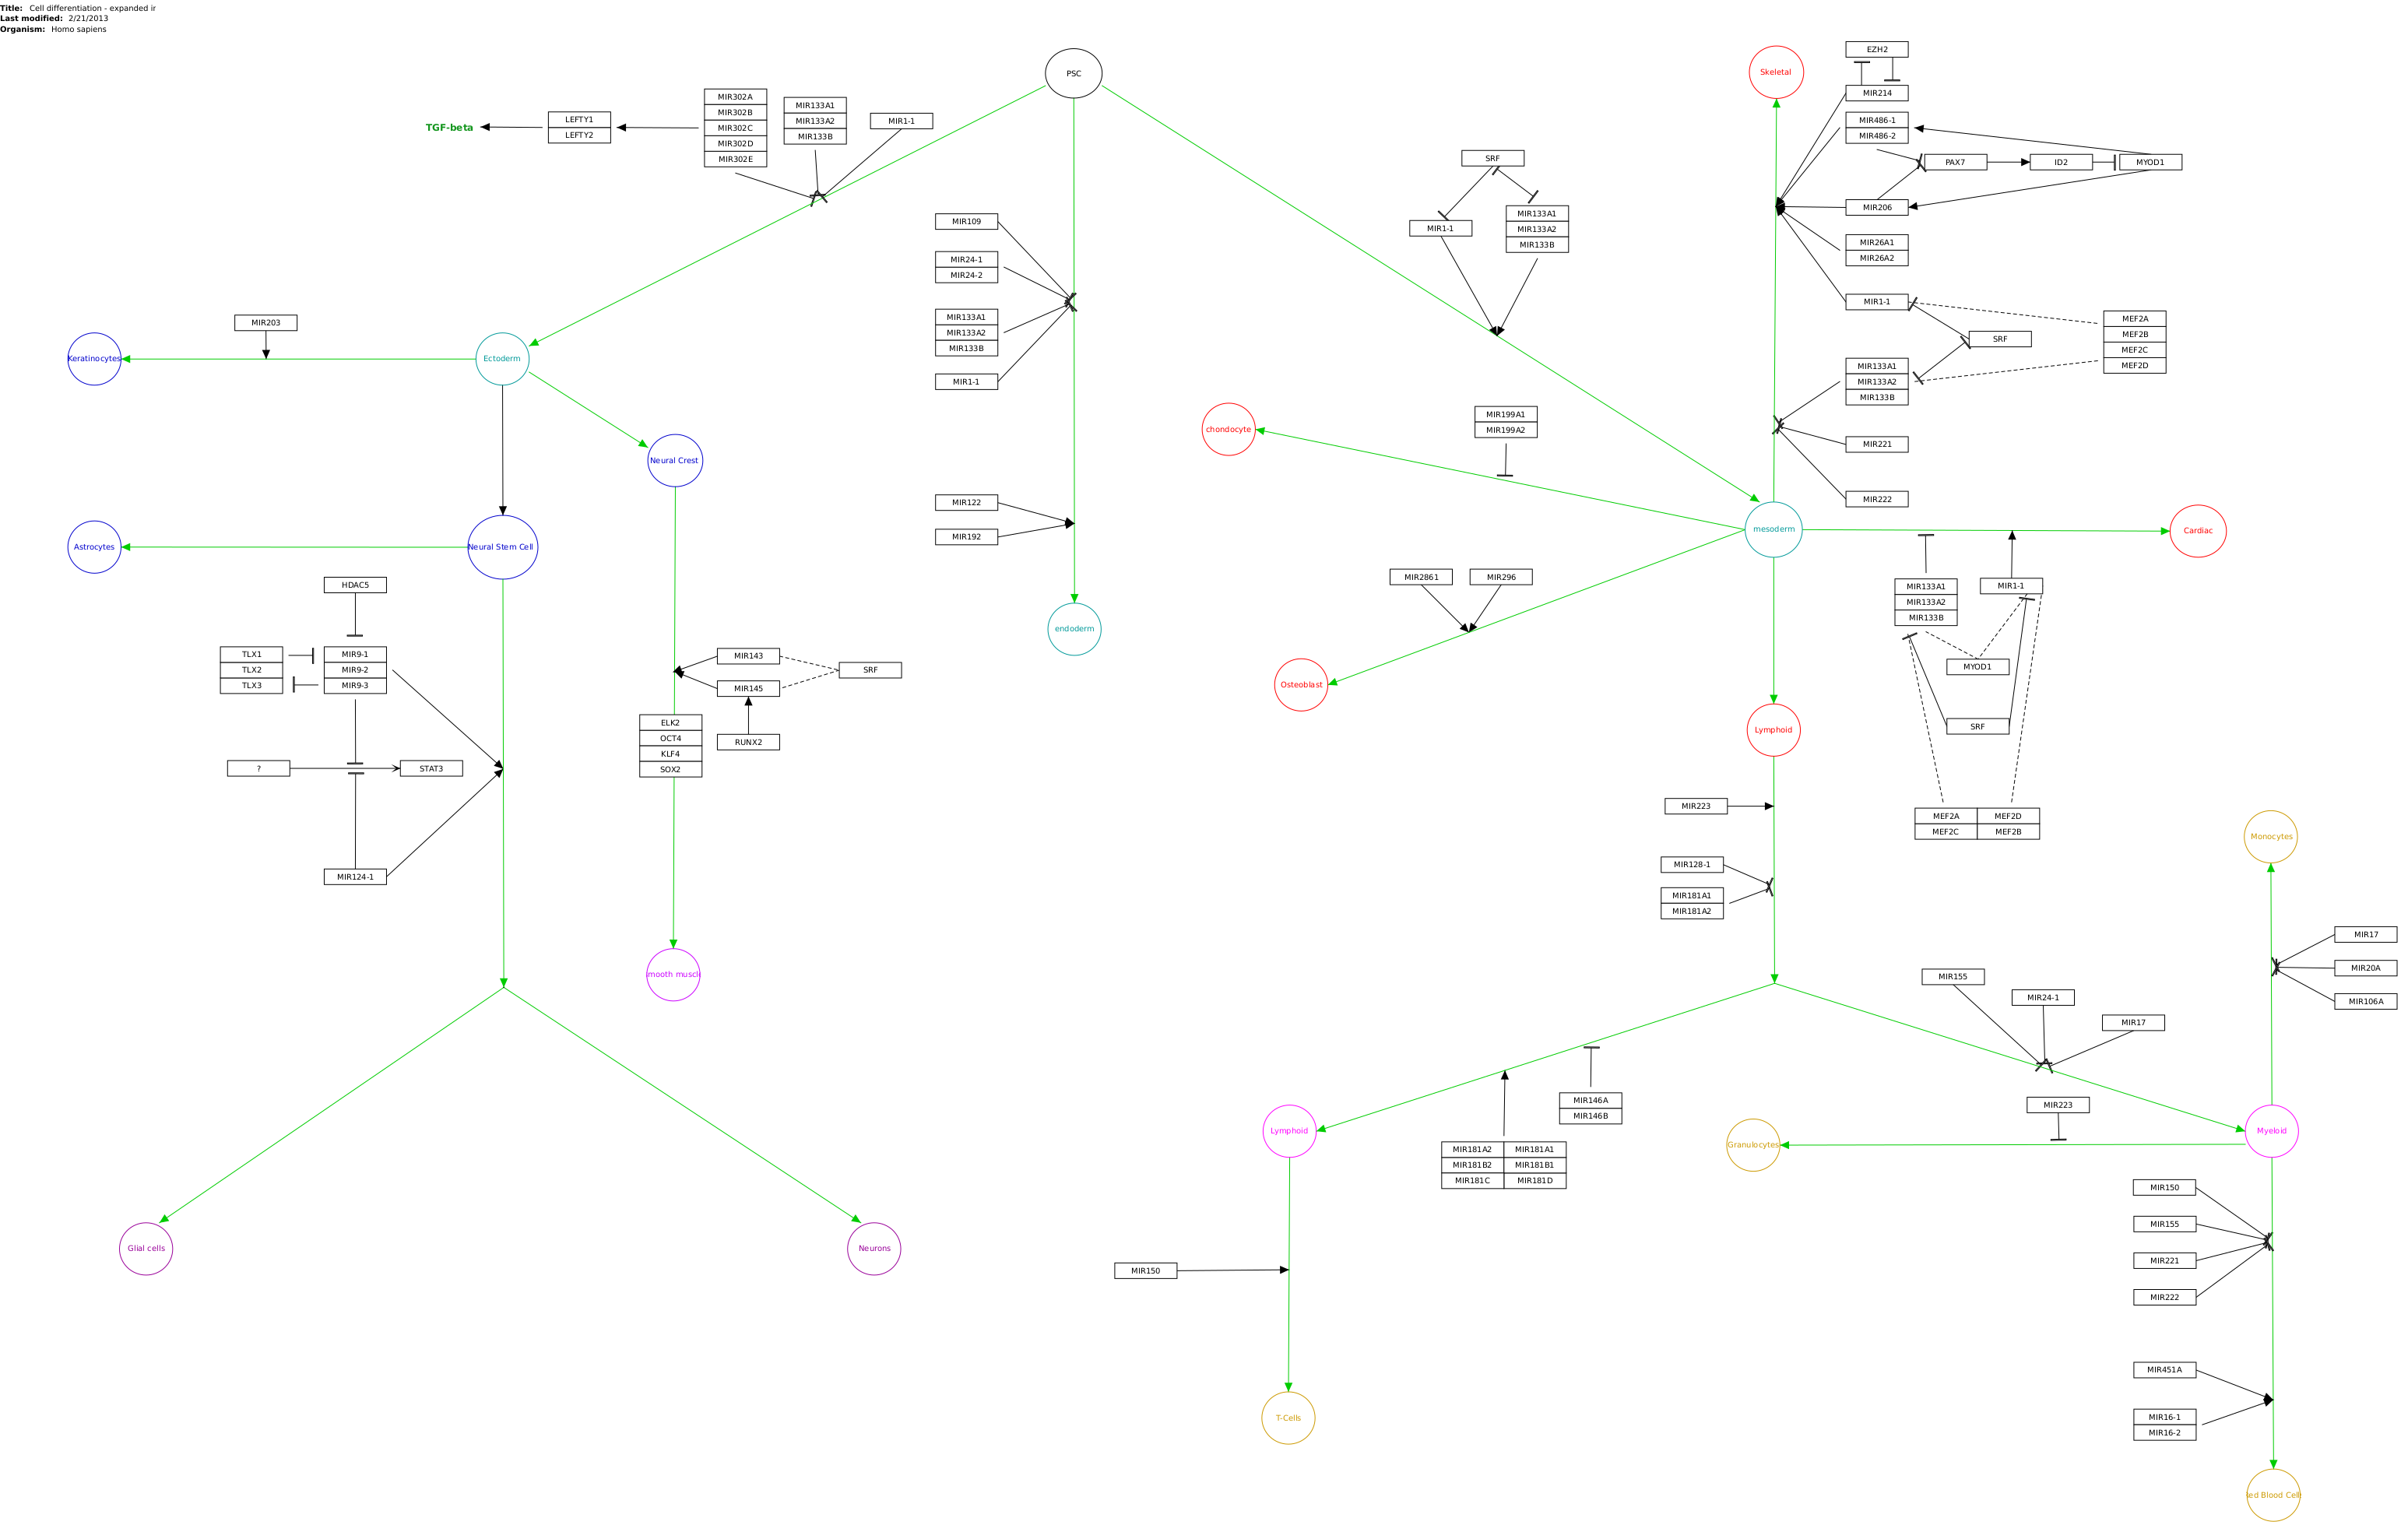 Title: Cell differentiation - expanded ir
Last modified: 2/21/2013
Organism: Homo sapiens
PSC
Skeletal
EZH2
MIR214
MIR486-1
MIR486-2
PAX7
ID2
MYOD1
MIR206
MIR26A1
MIR26A2
MIR1-1
SRF
MEF2A
MEF2B
MEF2C
MEF2D
MIR133A1
MIR133A2
MIR133B
MIR221
MIR222
TGF-beta
LEFTY1
LEFTY2
MIR302A
MIR302B
MIR302C
MIR302D
MIR302E
MIR133A1
MIR133A2
MIR133B
MIR1-1
SRF
MIR1-1
MIR133A1
MIR133A2
MIR133B
MIR109
MIR24-1
MIR24-2
MIR133A1
MIR133A2
MIR133B
MIR1-1
MIR122
MIR192
endoderm
MIR203
Keratinocytes
Ectoderm
Neural Crest
Astrocytes
Neural Stem Cell
HDAC5
TLX1
TLX2
TLX3
MIR9-1
MIR9-2
MIR9-3
?
STAT3
MIR124-1
MIR143
MIR145
SRF
RUNX2
ELK2
OCT4
KLF4
SOX2
mooth muscl
Glial cells
Neurons
chondocyte
MIR199A1
MIR199A2
mesoderm
Cardiac
MIR2861
MIR296
Osteoblast
MIR133A1
MIR133A2
MIR133B
MIR1-1
MYOD1
SRF
MEF2A
MEF2D
MEF2C
MEF2B
Lymphoid
MIR223
MIR128-1
MIR181A1
MIR181A2
Monocytes
MIR17
MIR20A
MIR106A
MIR155
MIR24-1
MIR17
MIR146A
MIR146B
MIR181A2
MIR181A1
MIR181B2
MIR181B1
MIR181C
MIR181D
Lymphoid
MIR223
Granulocytes
Myeloid
MIR150
MIR155
MIR221
MIR222
MIR150
MIR451A
MIR16-1
MIR16-2
T-Cells
ed Blood Cell